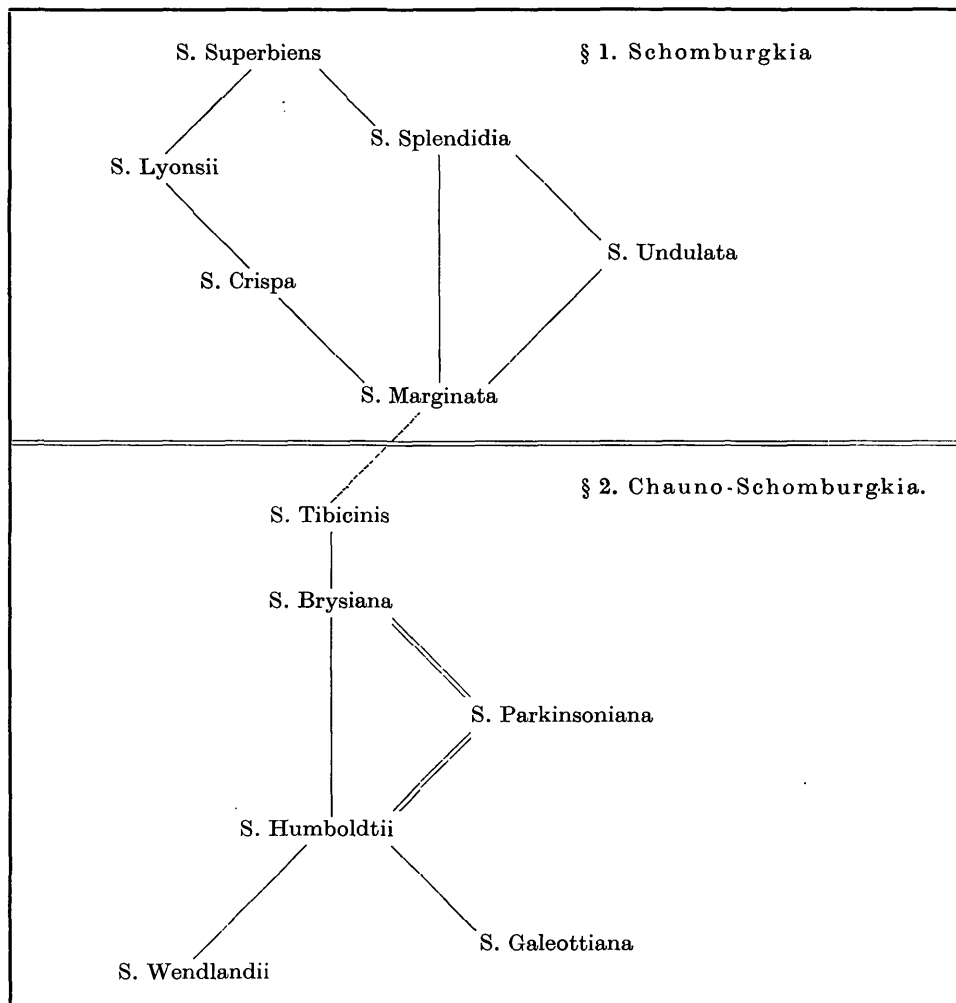 S. Superbiens
§ 1. Schomburgkia
S. Splendidia
S. Lyonsii
S. Undulata
S. Crispa
S. Marginata
§ 2. Chauno-Schomburgkia.
S. Tibicinis
S. Brysiana
S. Parkinsoniana
S. Humboldtii
S. Galeottiana
S. Wendlandii